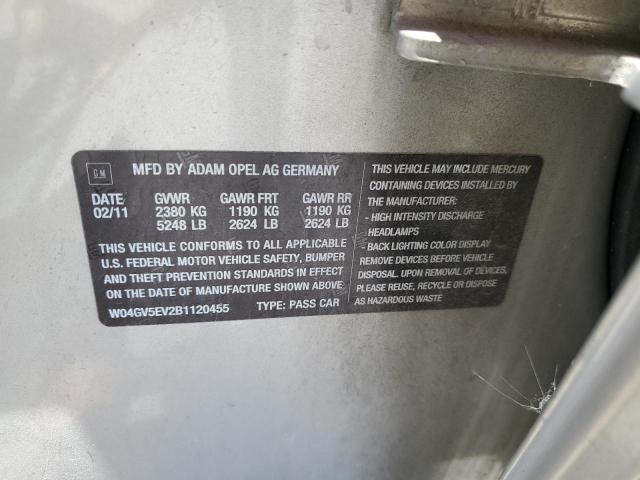 GM
MFD BY ADAM OPEL AG GERMANY
DATE GVWR GAWR FRT GAWR RR
02/11 2380 KG 1190 KG 1190 KG
5248 LB 2624 LB 2624 LB
THIS VEHICLE CONFORMS TO ALL APPLICABLE
U.S. FEDERAL MOTOR VEHICLE SAFETY, BUMPER
AND THEFT PREVENTION STANDARDS IN EFFECT
ON THE DATE OF MANUFACTURE SHOWN ABOVE
W04GV5EV2B1120455 TYPE: PASS CAR
THIS VEHICLE MAY INCLUDE MERCURY
CONTAINING DEVICES INSTALLED BY
THE MANUFACTURER:
- HIGH INTENSITY DISCHARGE
HEADLAMPS
- BACK LIGHTING COLOR DISPLAY
REMOVE DEVICES BEFORE VEHICLE
DISPOSAL. UPON REMOVAL OF DEVICES,
PLEASE REUSE, RECYCLE OR DISPOSE
AS HAZARDOUS WASTE